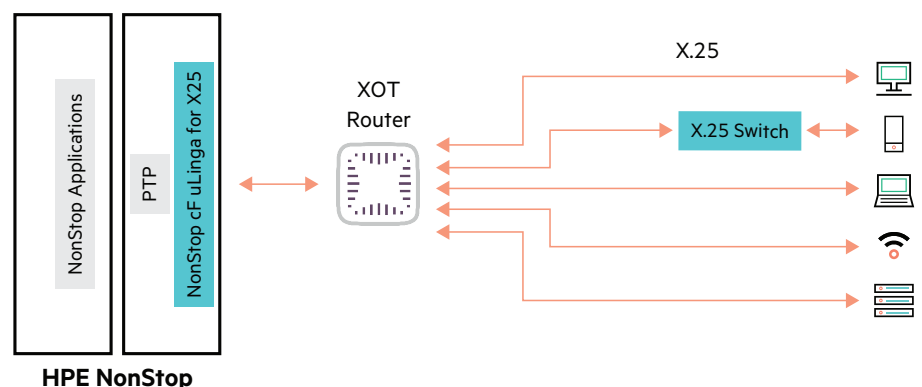 NonStop Applications
PTP
NonStop cF uLinga for X25
XOT
Router
X.25
X.25 Switch
HPE NonStop